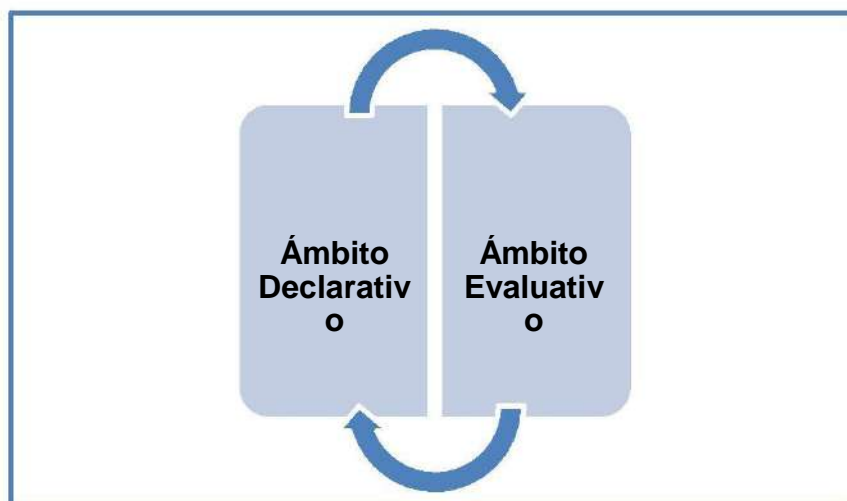 Ámbito
Declarativ
o
Ámbito
Evaluativ
o